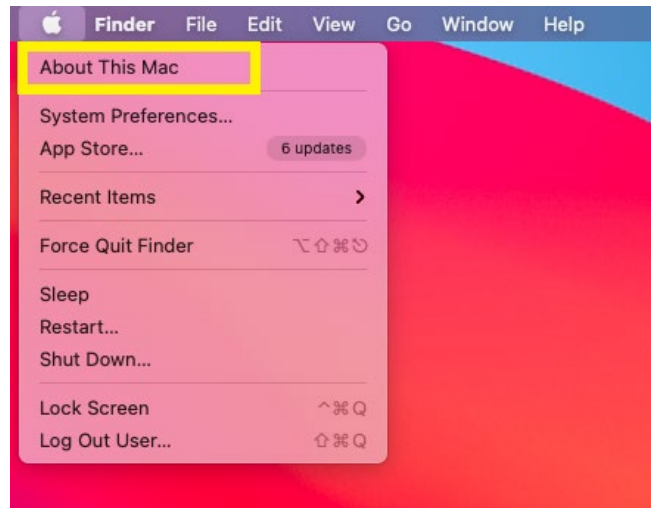 Finder File Edit View Go Window Help
About This Mac
System Preferences...
App Store... 6 updates
Recent Items
Force Quit Finder ⌥⇧⌘⎋
Sleep
Restart...
Shut Down...
Lock Screen ^⌘Q
Log Out User... ⇧⌘Q